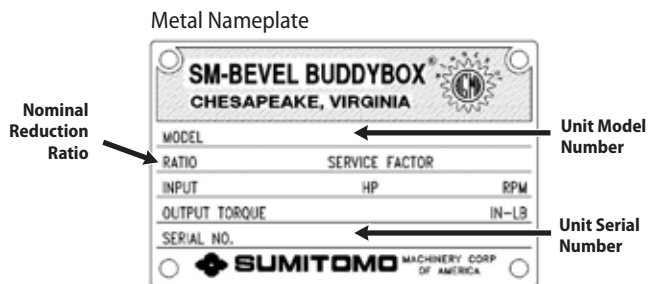 Metal Nameplate
SM-BEVEL BUDDYBOX®
CHESAPEAKE, VIRGINIA
Nominal
Reduction
Ratio
Unit Model
Number
MODEL
RATIO SERVICE FACTOR
INPUT HP RPM
OUTPUT TORQUE IN-LB
SERIAL NO.
Unit Serial
Number
SUMITOMO MACHINERY CORP
OF AMERICA